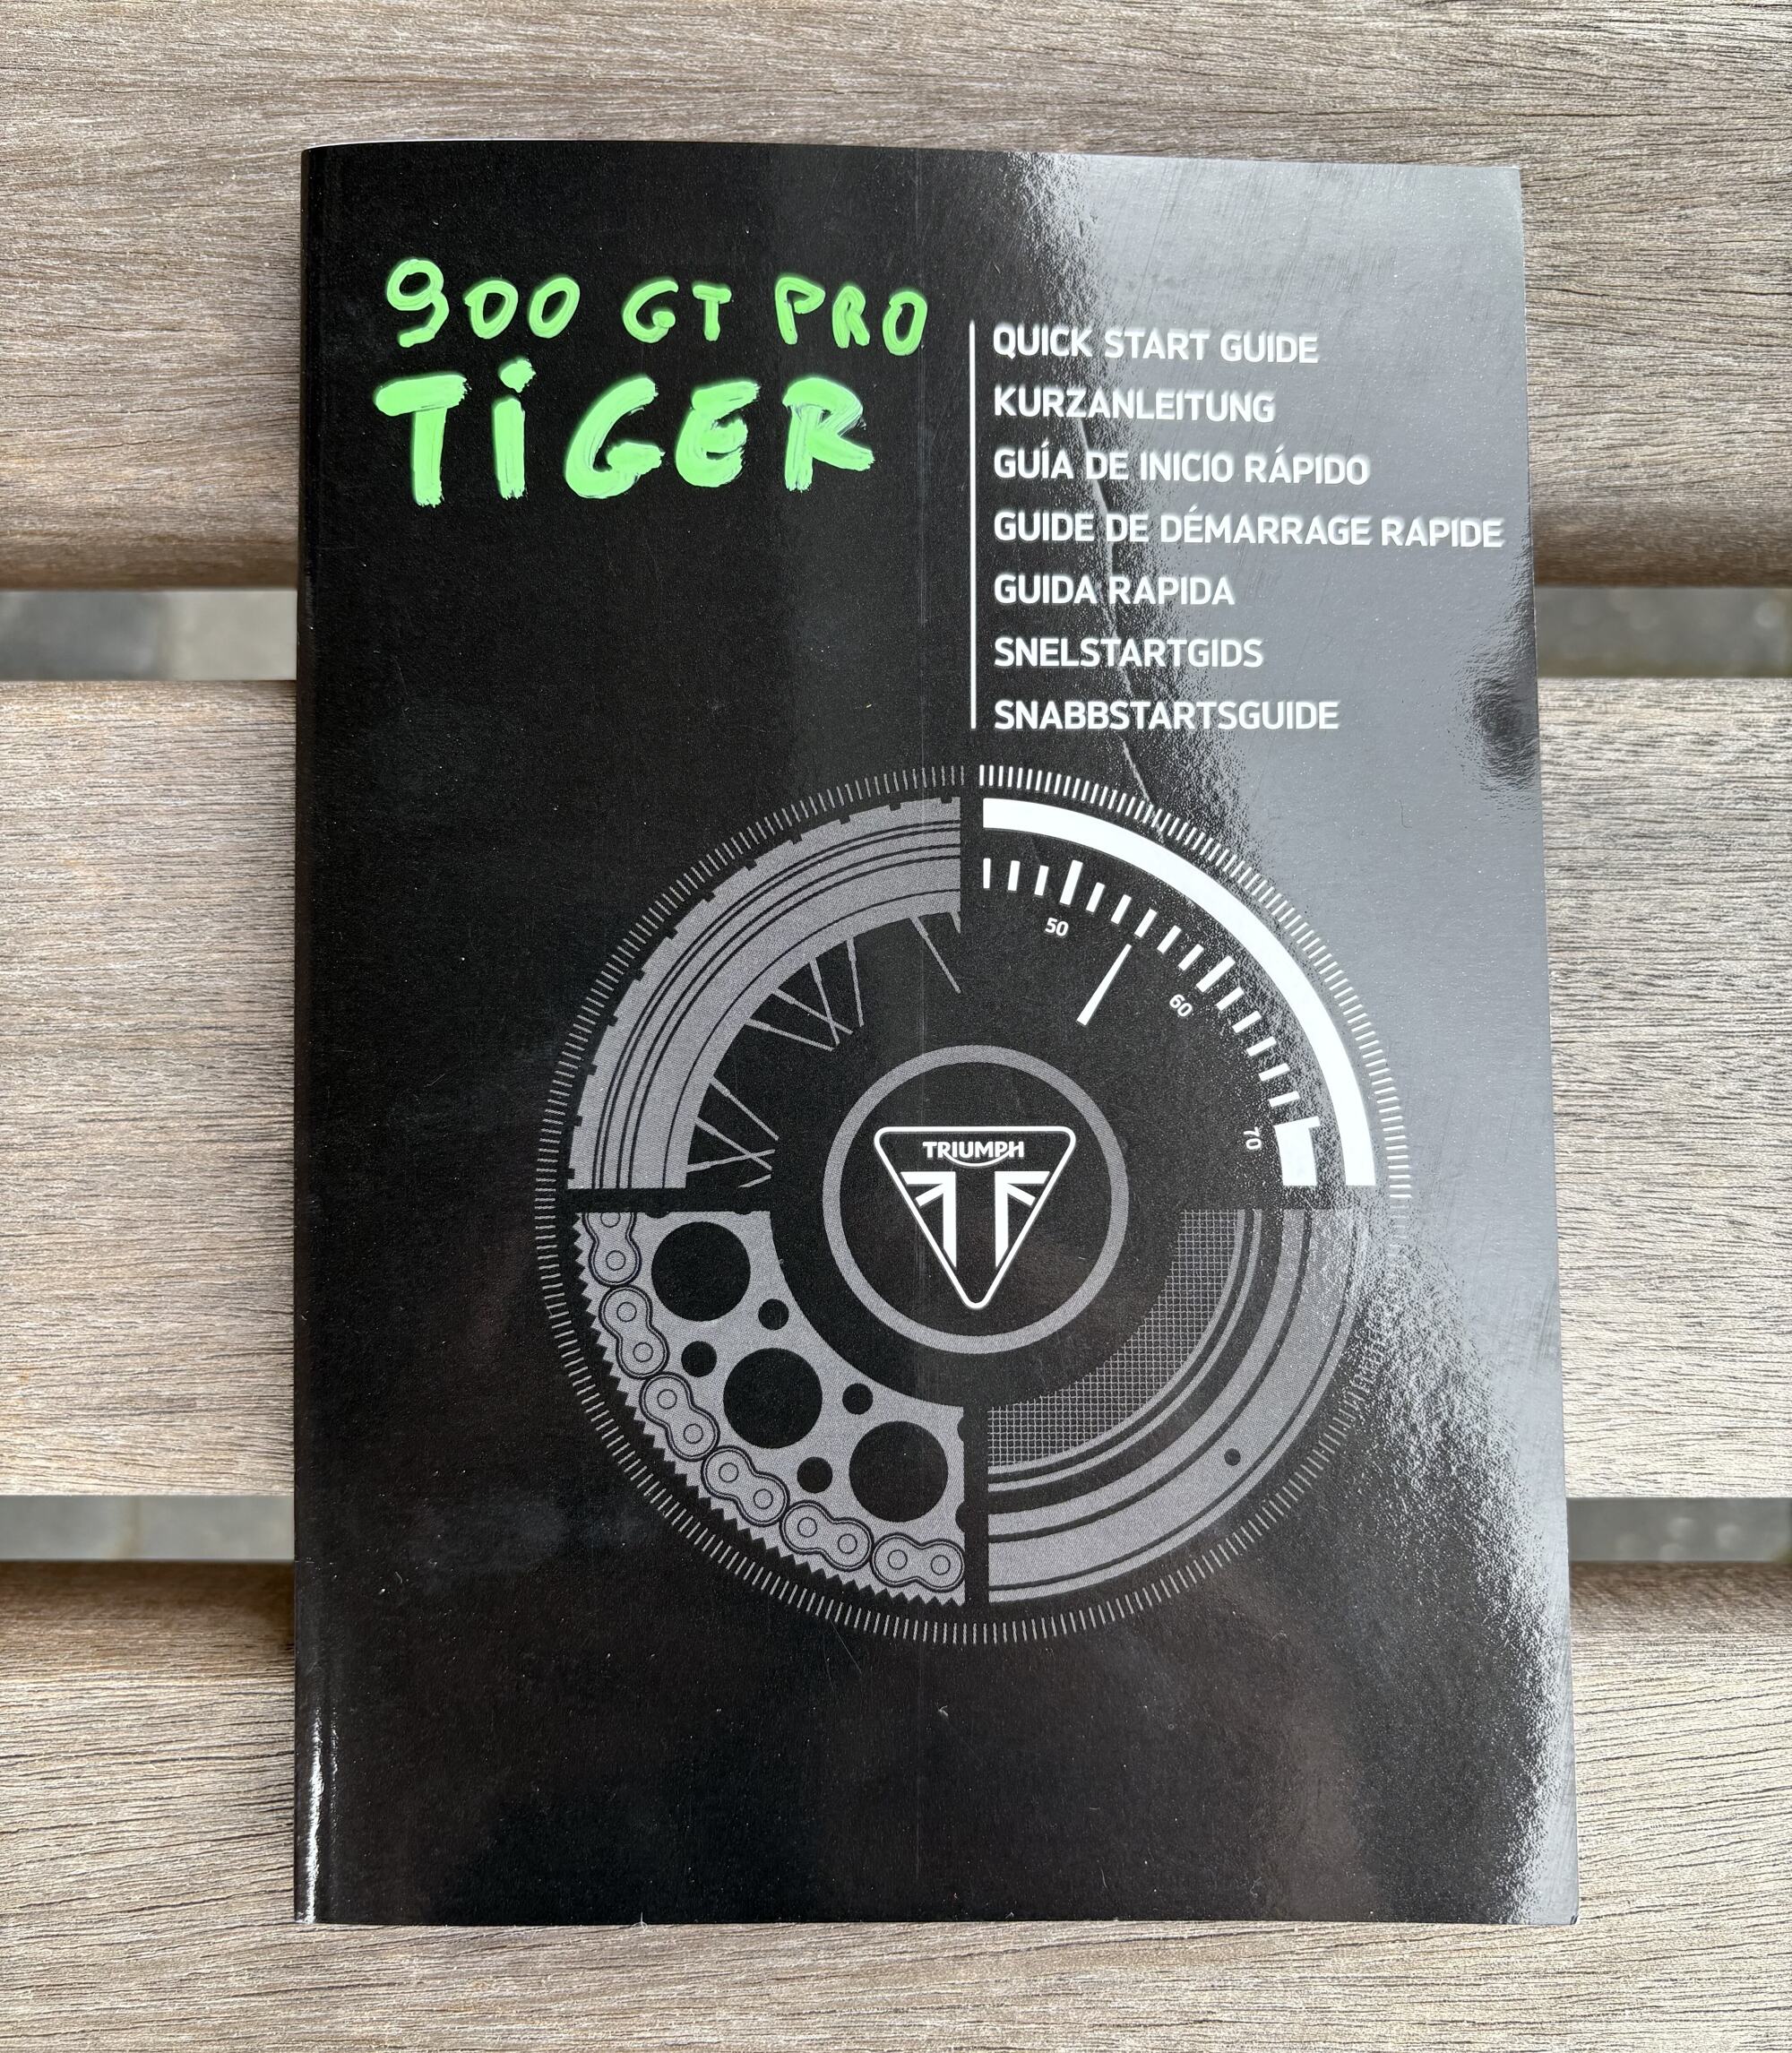 900 GT PRO
TiGER
QUICK START GUIDE
KURZANLEITUNG
GUÍA DE INICIO RÁPIDO
GUIDE DE DÉMARRAGE RAPIDE
GUIDA RAPIDA
SNELSTARTGIDS
SNABBSTARTSGUIDE
50
60
70
TRIUMPH